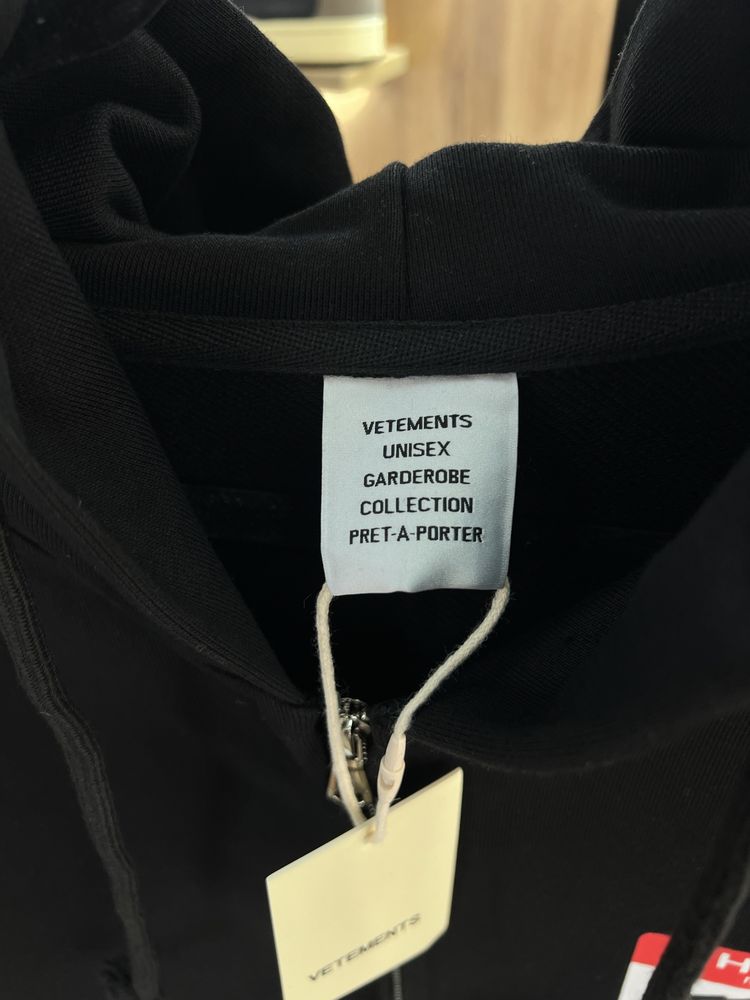 VETEMENTS
UNISEX
GARDEROBE
COLLECTION
PRET-A-PORTER
VETEMENTS